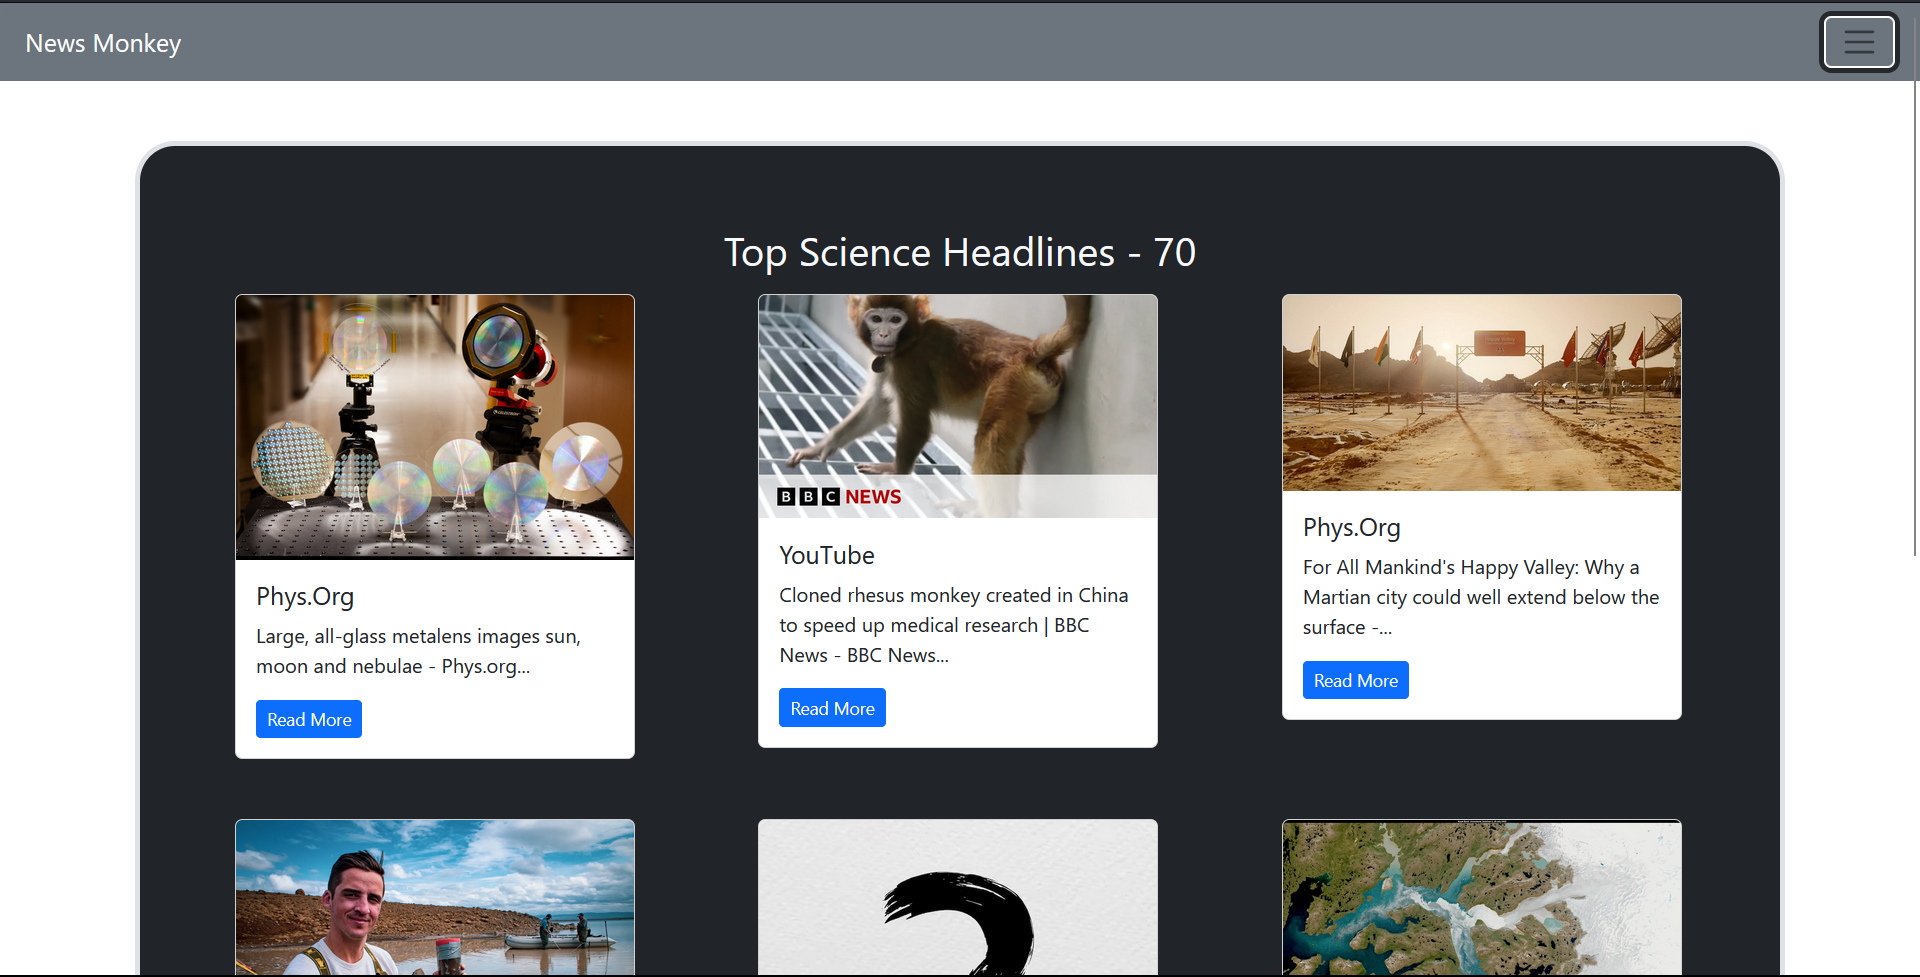 News Monkey
Top Science Headlines - 70
BBC NEWS
Phys.Org
Large, all-glass metalens images sun,
moon and nebulae - Phys.org...
Read More
YouTube
Cloned rhesus monkey created in China
to speed up medical research | BBC
News - BBC News...
Read More
Phys.Org
For All Mankind's Happy Valley: Why a
Martian city could well extend below the
surface -...
Read More